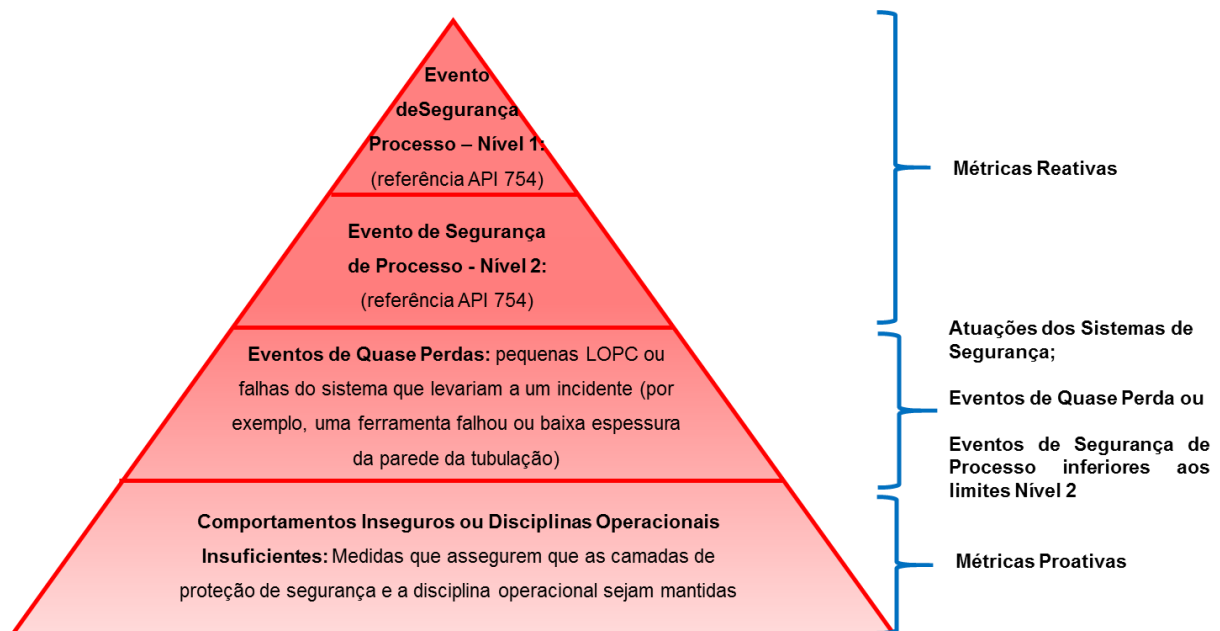 Evento
deSegurança
Processo – Nível 1:
(referência API 754)
Evento de Segurança
de Processo - Nível 2:
(referência API 754)
Eventos de Quase Perdas: pequenas LOPC ou
falhas do sistema que levariam a um incidente (por
exemplo, uma ferramenta falhou ou baixa espessura
da parede da tubulação)
Comportamentos Inseguros ou Disciplinas Operacionais
Insuficientes: Medidas que assegurem que as camadas de
proteção de segurança e a disciplina operacional sejam mantidas
Métricas Reativas
Atuações dos Sistemas de
Segurança;
Eventos de Quase Perda ou
Eventos de Segurança de
Processo inferiores aos
limites Nível 2
Métricas Proativas